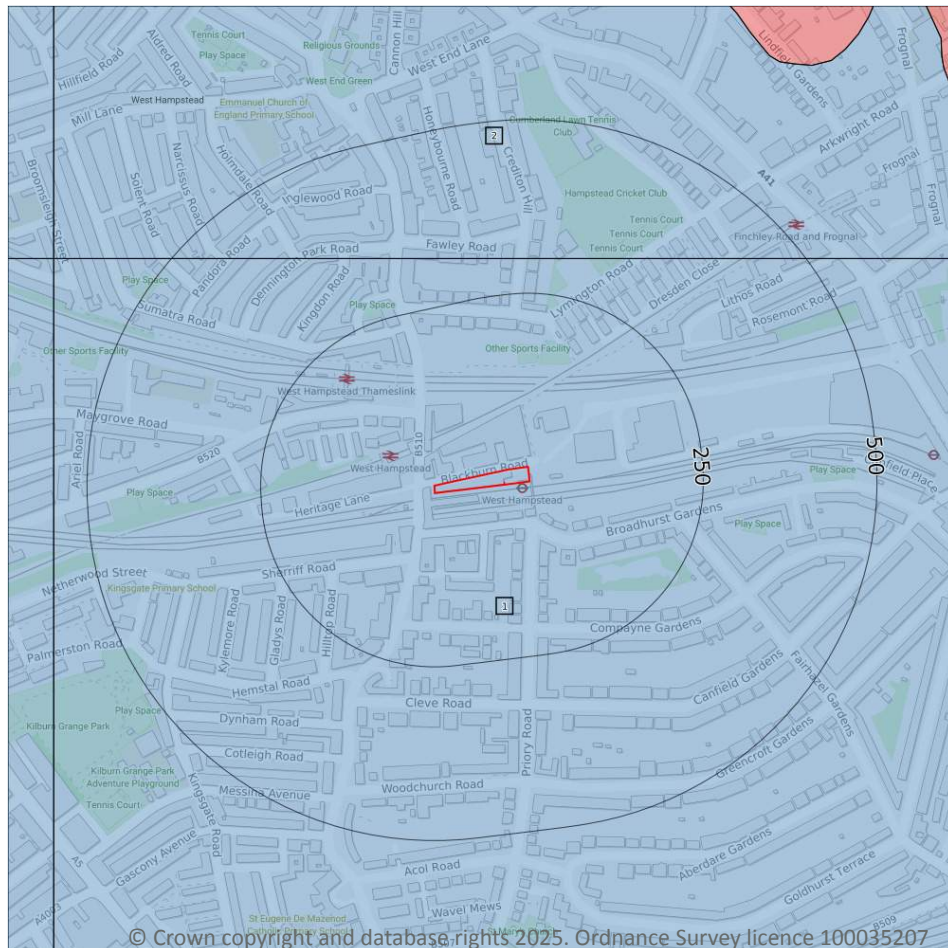 Hillfield Road
Aldred Road
Tennis Court
Play Space
Religious Grounds
Cannon Hill
West End Lane
West End Green
Lindfield Gardens
Frognal
Mill Lane
West Hampstead
Emmanuel Church of
England Primary School
Honeybourne Road
2
Cumberland Lawn Tennis
Club
Arkwright Road
Broomsleigh Street
Solent Road
Narcissus Road
Holmdale Road
Inglewood Road
Crediton Hill
Hampstead Cricket Club
A41
Frognal
Frognal
Tennis Court
Tennis Court
Tennis Court
Finchley Road and Frognal
Pandora Road
Dennington Park Road
Fawley Road
Play Space
Kingdon Road
Lymington Road
Dresden Close
Lithos Road
Rosemont Road
Sumatra Road
Play Space
Other Sports Facility
Other Sports Facility
West Hampstead Thameslink
Maygrove Road
Ariel Road
B520
B510
West Hampstead
Blackburn Road
West Hampstead
250
500
Play Space
Play Space
Heritage Lane
Broadhurst Gardens
Play Space
Netherwood Street
Sherriff Road
Kingsgate Primary School
1
Kylemore Road
Gladys Road
Hilltop Road
Compayne Gardens
Palmerston Road
Fairhazel Gardens
Hemstal Road
Canfield Gardens
Play Space
Cleve Road
Kilburn Grange Park
Dynham Road
Priory Road
Greencroft Gardens
Cotleigh Road
Kilburn Grange Park
Adventure Playground
Tennis Court
Kingsgate Road
Messina Avenue
Woodchurch Road
A5
Gascony Avenue
Acol Road
Aberdare Gardens
Goldhurst Terrace
A4003
Wavel Mews
St Eugene De Mazenod
Catholic Primary School
B509
© Crown copyright and database rights 2025. Ordnance Survey licence 100035207